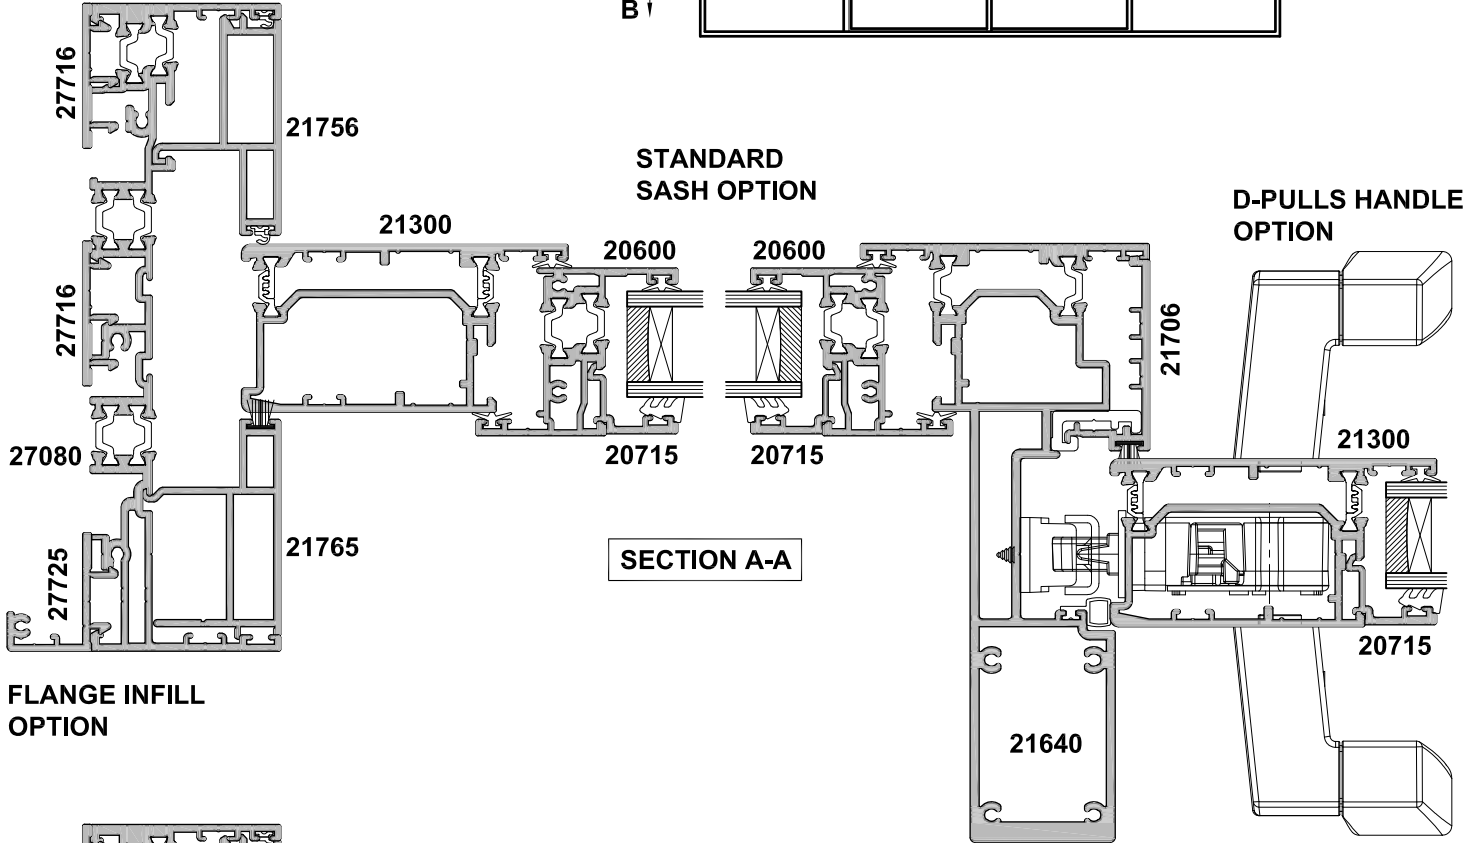 B
27716
21756
STANDARD
SASH OPTION
D-PULLS HANDLE
OPTION
21300
20600
20600
27716
21706
27080
20715
20715
21300
27725
21765
SECTION A-A
20715
FLANGE INFILL
OPTION
21640